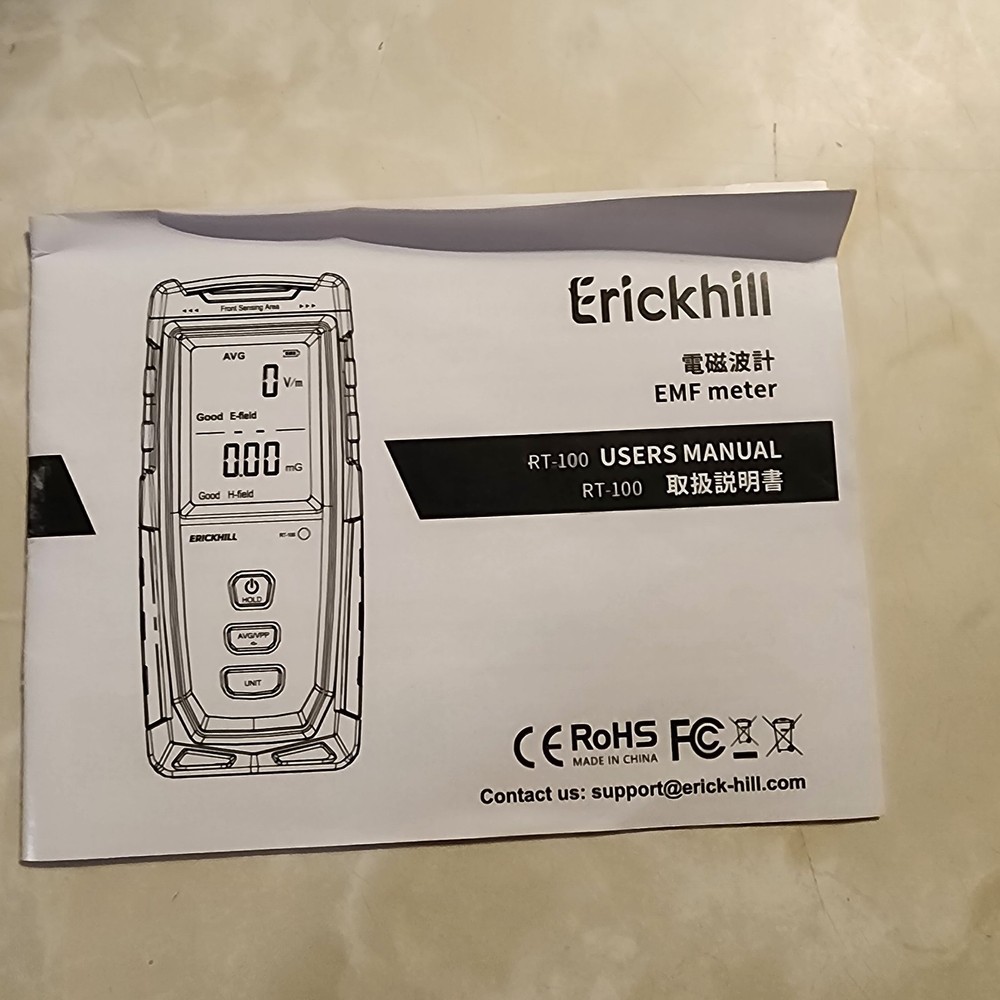 Erickhill
電磁波計
EMF meter
RT-100 USERS MANUAL
RT-100 取扱説明書
Front Sensing Area
AVG
0 V/m
Good E-field
0.00 mG
Good H-field
ERICKHILL RT-100
HOLD
AVG/VPP
UNIT
CE RoHS FC
MADE IN CHINA
Contact us: support@erick-hill.com